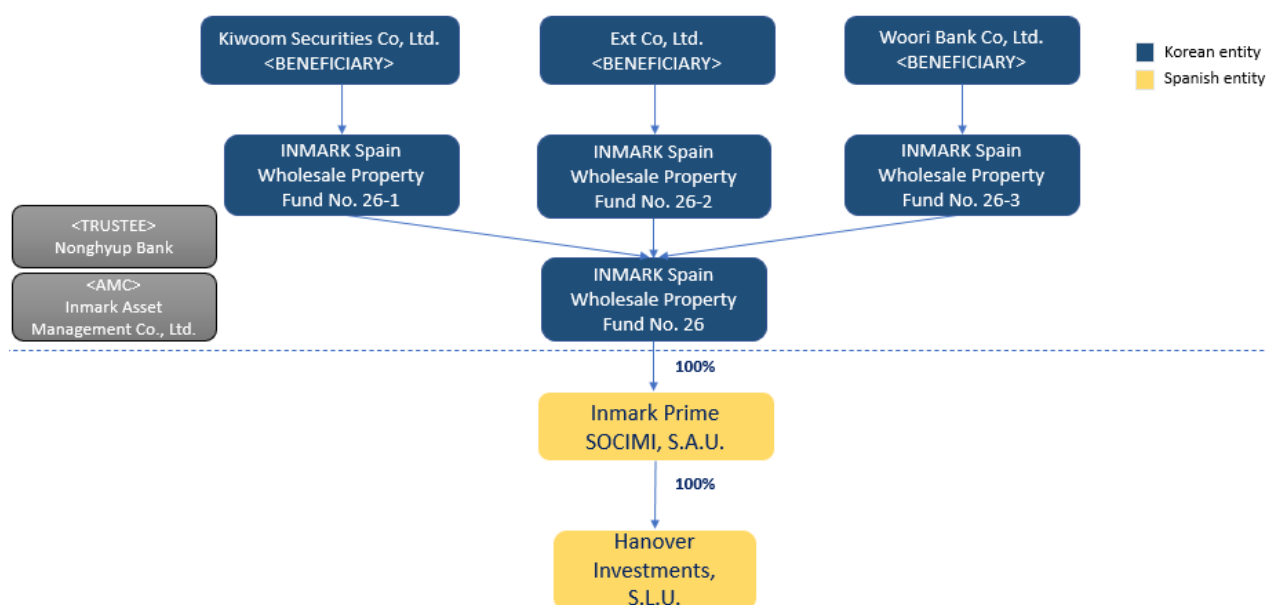 Kiwoom Securities Co, Ltd.
<BENEFICIARY>
Ext Co, Ltd.
<BENEFICIARY>
Woori Bank Co, Ltd.
<BENEFICIARY>
Korean entity
Spanish entity
INMARK Spain
Wholesale Property
Fund No. 26-1
INMARK Spain
Wholesale Property
Fund No. 26-2
INMARK Spain
Wholesale Property
Fund No. 26-3
<TRUSTEE>
Nonghyup Bank
<AMC>
Inmark Asset
Management Co., Ltd.
INMARK Spain
Wholesale Property
Fund No. 26
100%
Inmark Prime
SOCIMI, S.A.U.
100%
Hanover
Investments,
S.L.U.